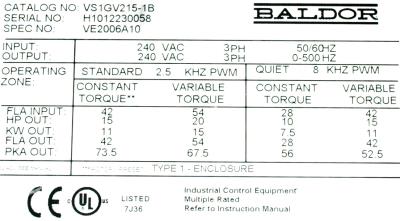 CATALOG NO: VS1GV215-1B
SERIAL NO: H1012230058
SPEC NO: VE2006A10
BALDOR
INPUT: 240 VAC 3PH 50/60HZ
OUTPUT: 240 VAC 3PH 0-500HZ
OPERATING ZONE: STANDARD 2.5 KHZ PWM QUIET 8 KHZ PWM
CONSTANT TORQUE** VARIABLE TORQUE CONSTANT TORQUE VARIABLE TORQUE
FLA INPUT: 42 54 28 42
HP OUT: 15 20 10 15
KW OUT: 11 15 7.5 11
FLA OUT: 42 54 28 42
PKA OUT: 73.5 67.5 56 52.5
TYPE 1 - ENCLOSURE
CE
UL
LISTED
7J36
Industrial Control Equipment
Multiple Rated
Refer to Instruction Manual